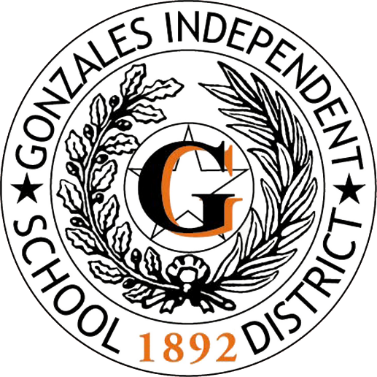 GONZALES INDEPENDENT
SCHOOL DISTRICT
G
1892